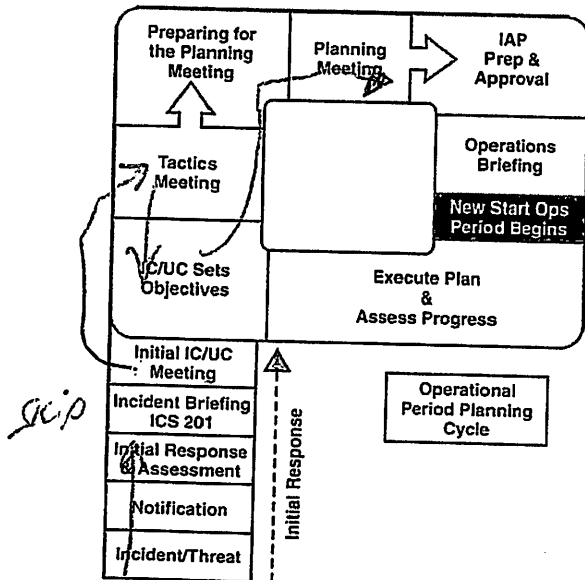 Preparing for
the Planning
Meeting
Planning
Meeting
IAP
Prep &
Approval
Tactics
Meeting
Operations
Briefing
New Start Ops
Period Begins
IC/UC Sets
Objectives
Execute Plan
&
Assess Progress
Initial IC/UC
Meeting
Incident Briefing
ICS 201
Initial Response
& Assessment
Notification
Incident/Threat
skip
Initial Response
Operational
Period Planning
Cycle